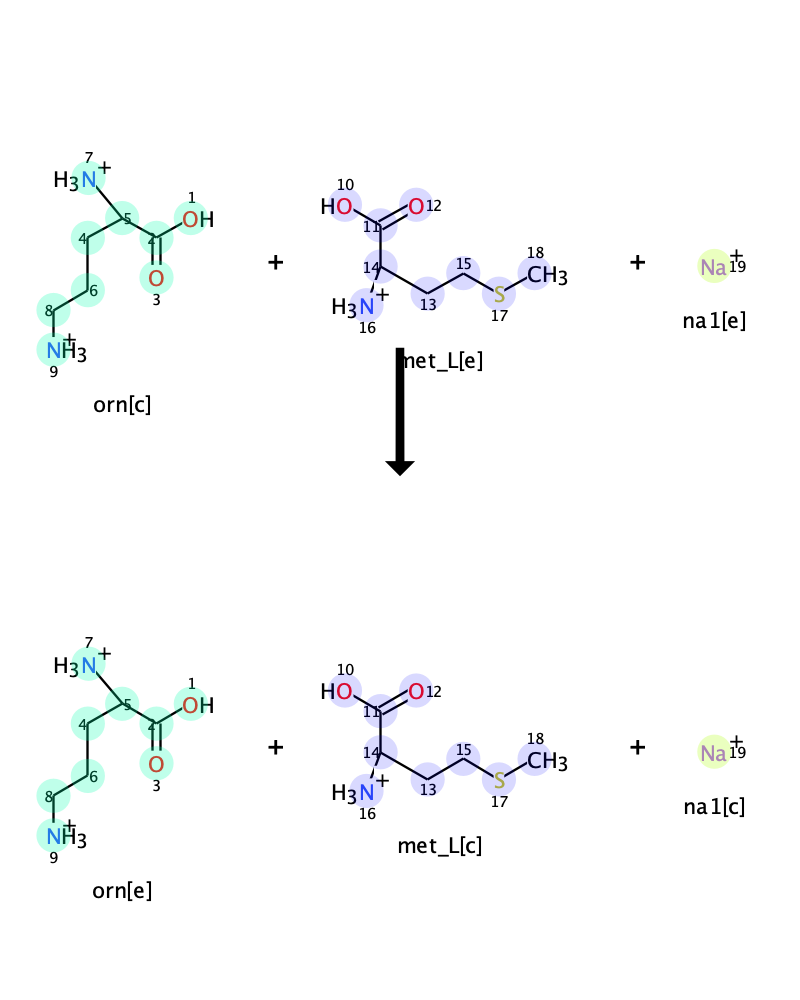 7
H3N+
1
OH
5
2
4
O
3
6
8
NH3+
9
orn[c]
+
10
HO
O 12
11
14
15
18
CH3
13
S
17
H3N+
16
met_L[e]
+
Na+
19
na1[e]
7
H3N+
1
OH
5
2
4
O
3
6
8
NH3+
9
orn[e]
+
10
HO
O 12
11
14
15
18
CH3
13
S
17
H3N+
16
met_L[c]
+
Na+
19
na1[c]